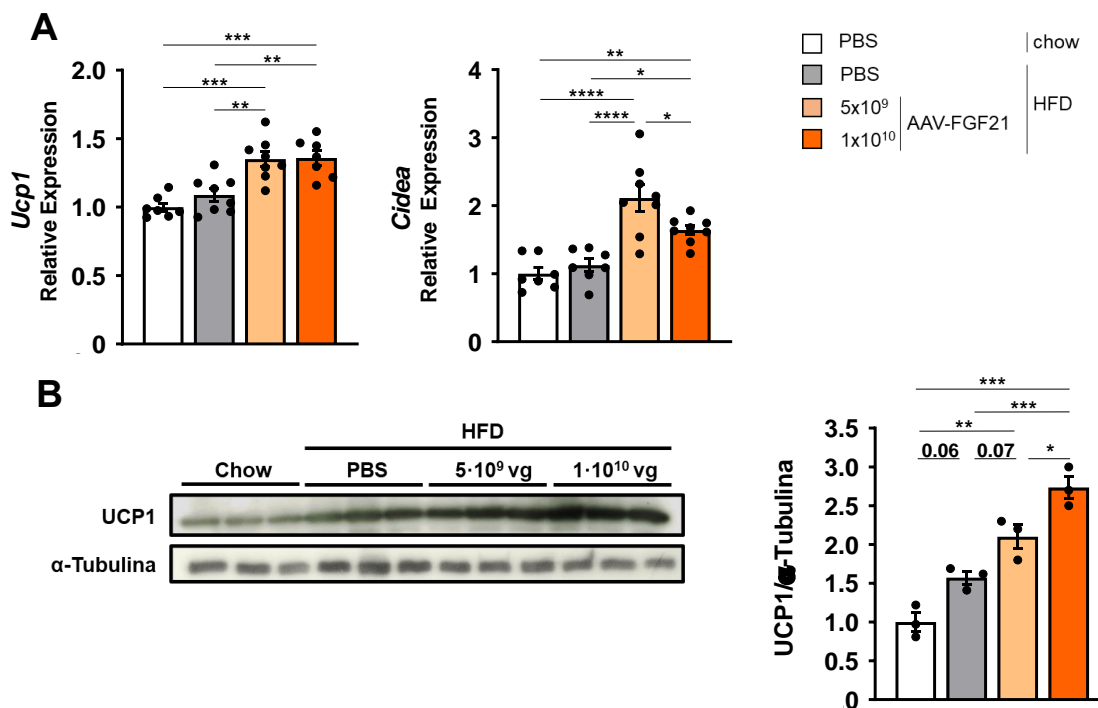 A
***
**
***
**
2.0
1.5
1.0
0.5
0
Ucp1
Relative Expression
**
*
****
****
*
4
3
2
1
0
Cidea
Relative Expression
PBS
chow
PBS
5x10⁹
1x10¹⁰
AAV-FGF21
HFD
B
HFD
Chow
PBS
5·10⁹ vg
1·10¹⁰ vg
UCP1
α-Tubulina
***
***
**
0.06
0.07
*
3.5
3.0
2.5
2.0
1.5
1.0
0.5
0
UCP1/α-Tubulina